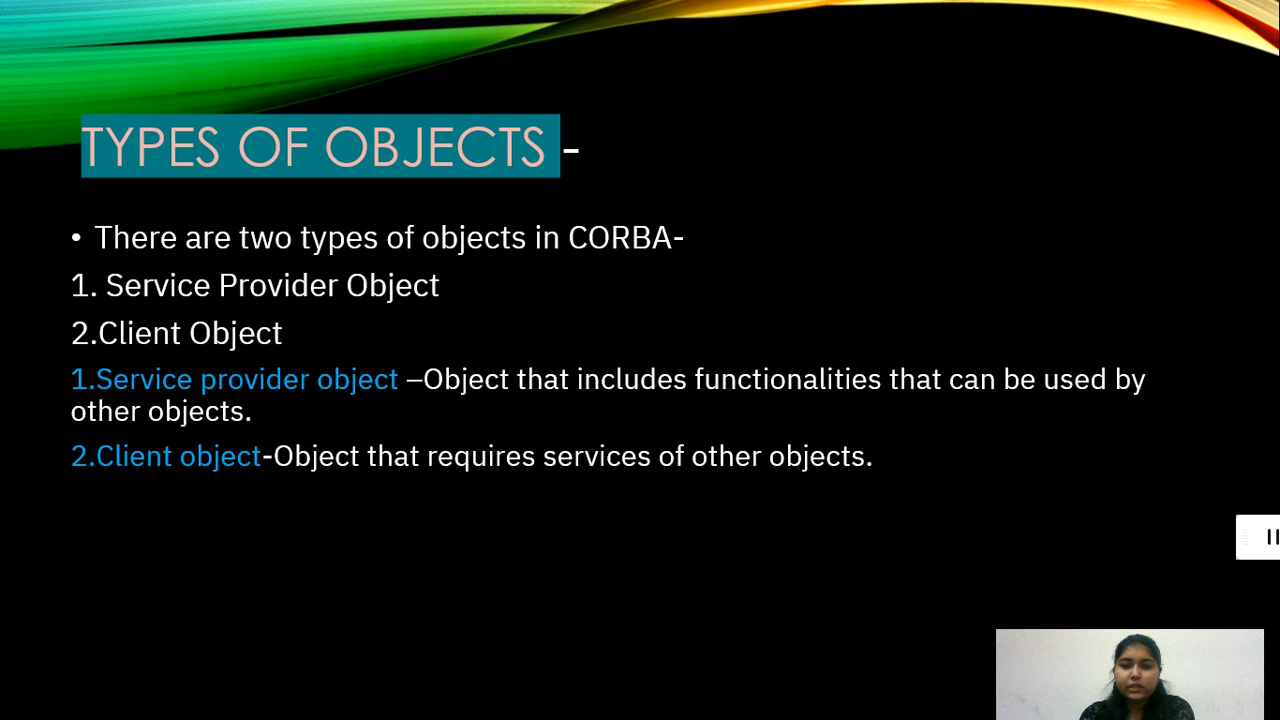 TYPES OF OBJECTS -
• There are two types of objects in CORBA-
1. Service Provider Object
2.Client Object
1.Service provider object –Object that includes functionalities that can be used by
other objects.
2.Client object-Object that requires services of other objects.